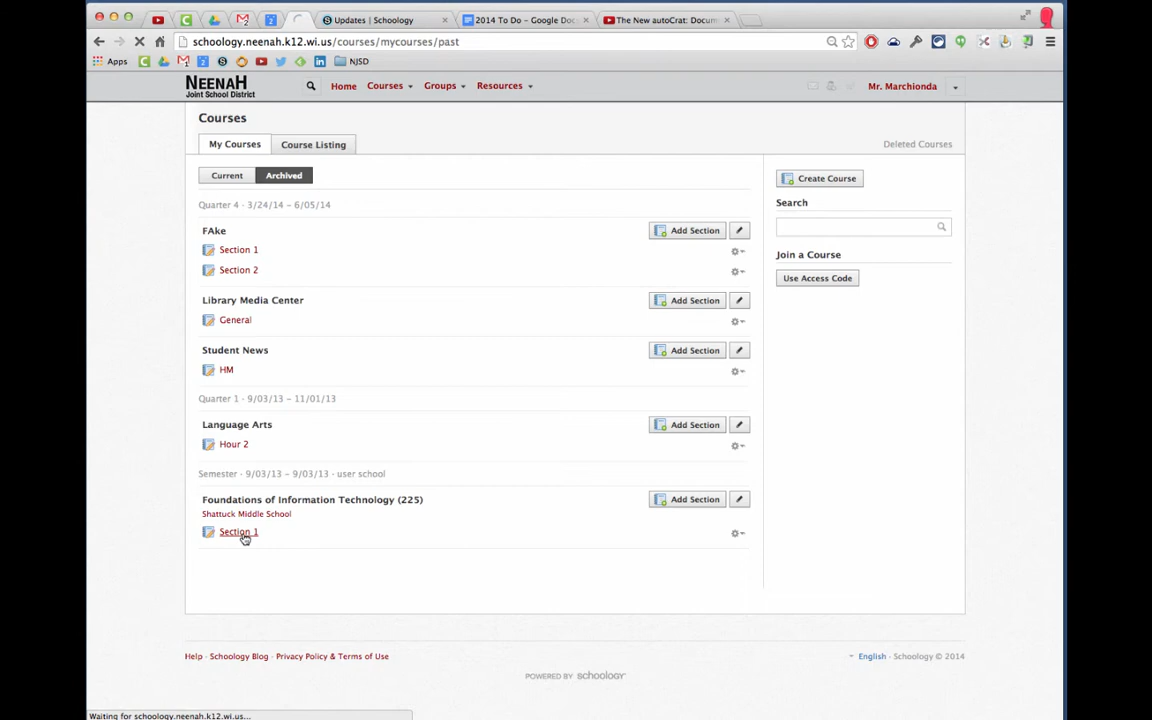 Updates | Schoology
2014 To Do – Google Doc
The New autoCrat: Docum
schoology.neenah.k12.wi.us/courses/mycourses/past
Apps
NJSD
NEENAH
Joint School District
Home
Courses
Groups
Resources
Mr. Marchionda
Courses
My Courses
Course Listing
Deleted Courses
Current
Archived
Create Course
Quarter 4 · 3/24/14 – 6/05/14
Search
FAke
Add Section
Section 1
Section 2
Join a Course
Use Access Code
Library Media Center
Add Section
General
Student News
Add Section
HM
Quarter 1 · 9/03/13 – 11/01/13
Language Arts
Add Section
Hour 2
Semester · 9/03/13 – 9/03/13 · user school
Foundations of Information Technology (225)
Add Section
Shattuck Middle School
Section 1
Help · Schoology Blog · Privacy Policy & Terms of Use
English · Schoology © 2014
POWERED BY schoology
Waiting for schoology.neenah.k12.wi.us...